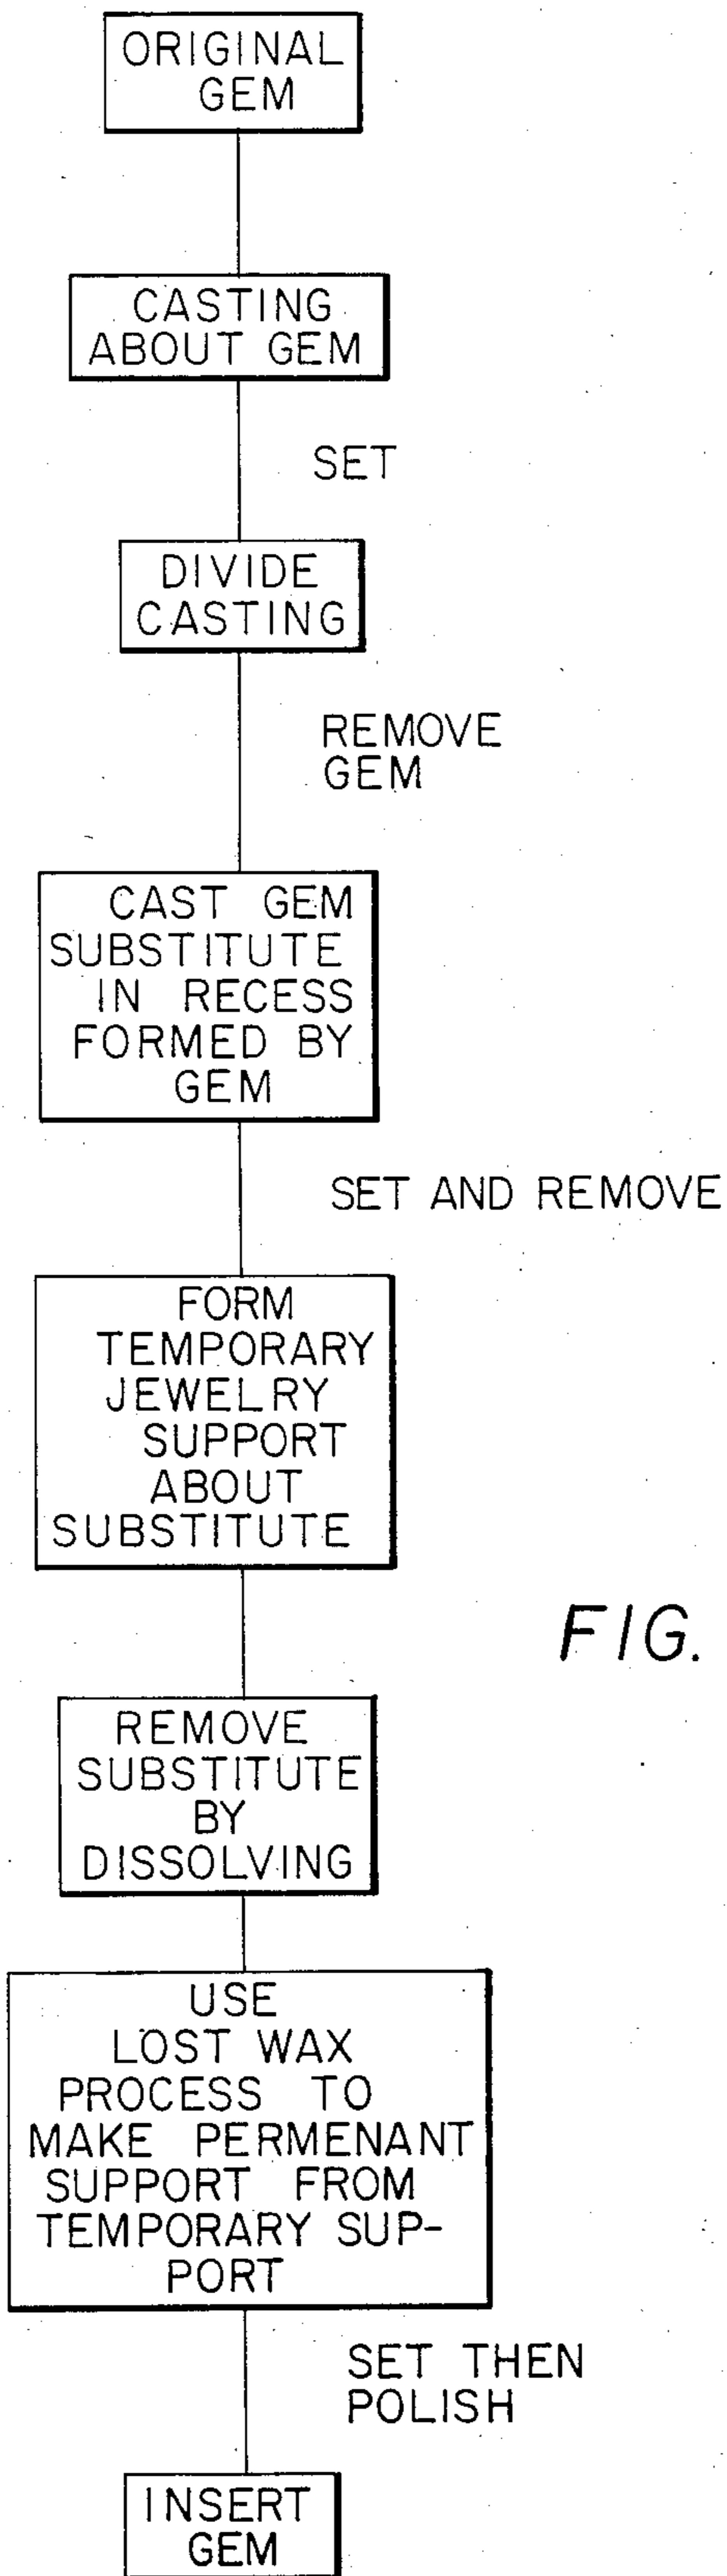 ORIGINAL
GEM
CASTING
ABOUT GEM
SET
DIVIDE
CASTING
REMOVE
GEM
CAST GEM
SUBSTITUTE
IN RECESS
FORMED BY
GEM
SET AND REMOVE
FORM
TEMPORARY
JEWELRY
SUPPORT
ABOUT
SUBSTITUTE
FIG.
REMOVE
SUBSTITUTE
BY
DISSOLVING
USE
LOST WAX
PROCESS TO
MAKE PERMENANT
SUPPORT FROM
TEMPORARY SUP-
PORT
SET THEN
POLISH
INSERT
GEM